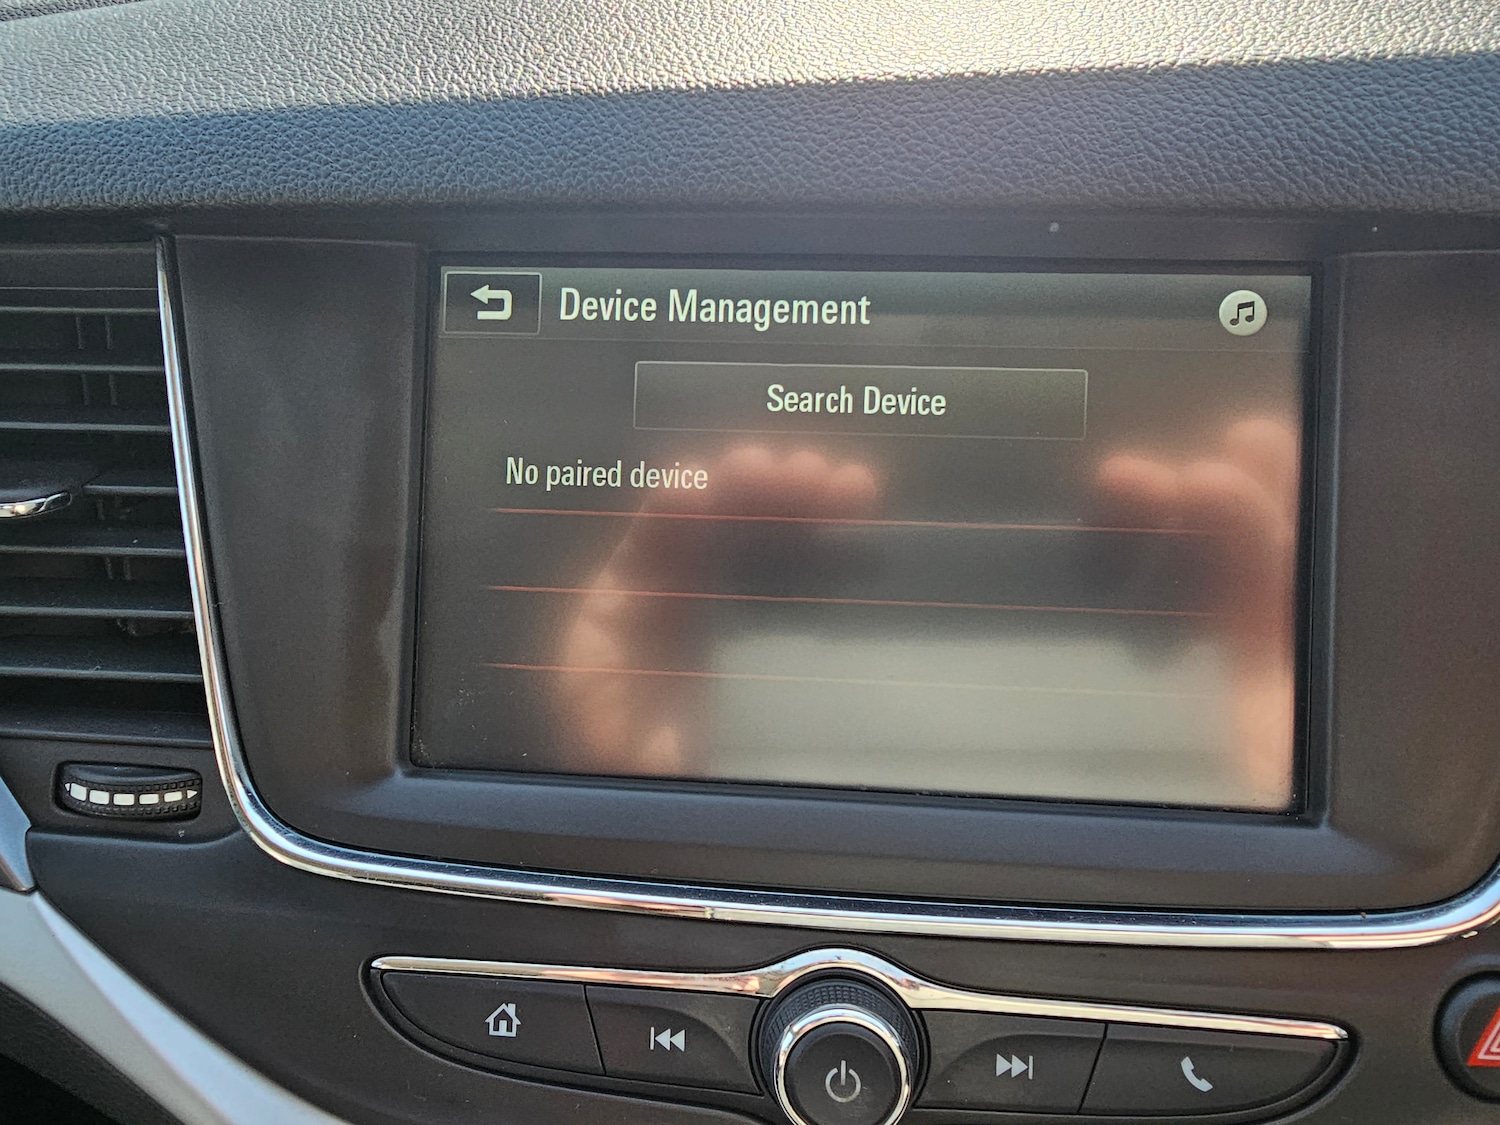 Device Management
Search Device
No paired device